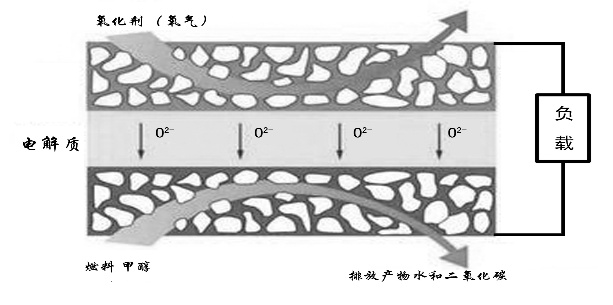 氧化剂（氧气）
电解质
O²⁻ O²⁻ O²⁻ O²⁻
负
载
燃料 甲醇
排放产物水和二氧化碳